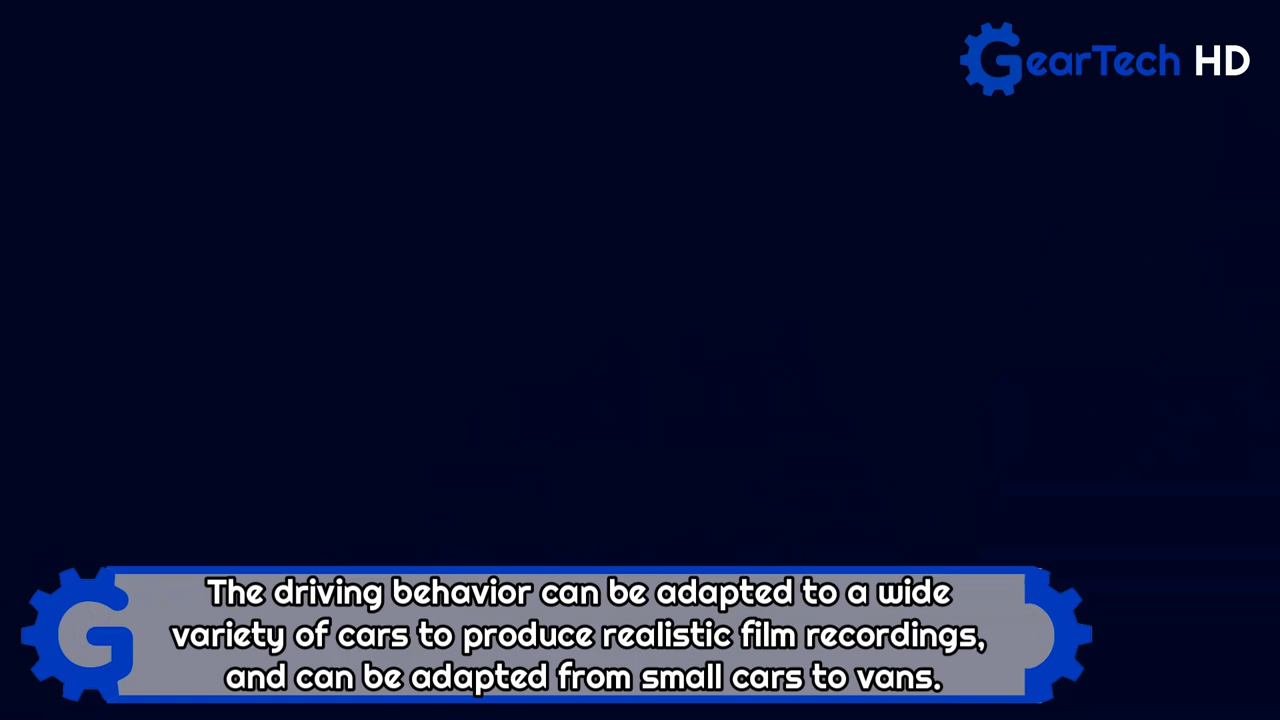 GearTech HD
The driving behavior can be adapted to a wide
variety of cars to produce realistic film recordings,
and can be adapted from small cars to vans.
G